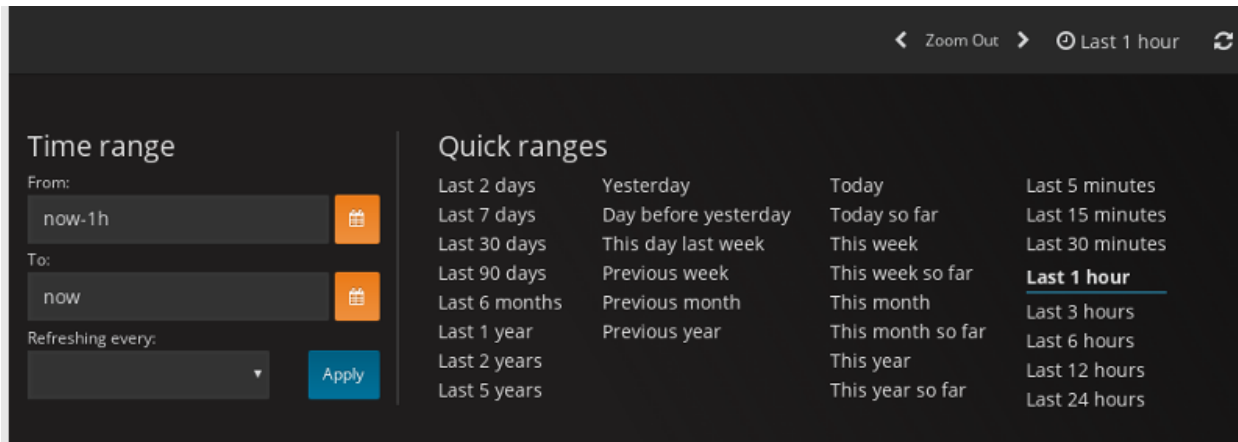 Zoom Out Last 1 hour
Time range
From:
now-1h
To:
now
Refreshing every:
Apply
Quick ranges
Last 2 days
Last 7 days
Last 30 days
Last 90 days
Last 6 months
Last 1 year
Last 2 years
Last 5 years
Yesterday
Day before yesterday
This day last week
Previous week
Previous month
Previous year
Today
Today so far
This week
This week so far
This month
This month so far
This year
This year so far
Last 5 minutes
Last 15 minutes
Last 30 minutes
Last 1 hour
Last 3 hours
Last 6 hours
Last 12 hours
Last 24 hours